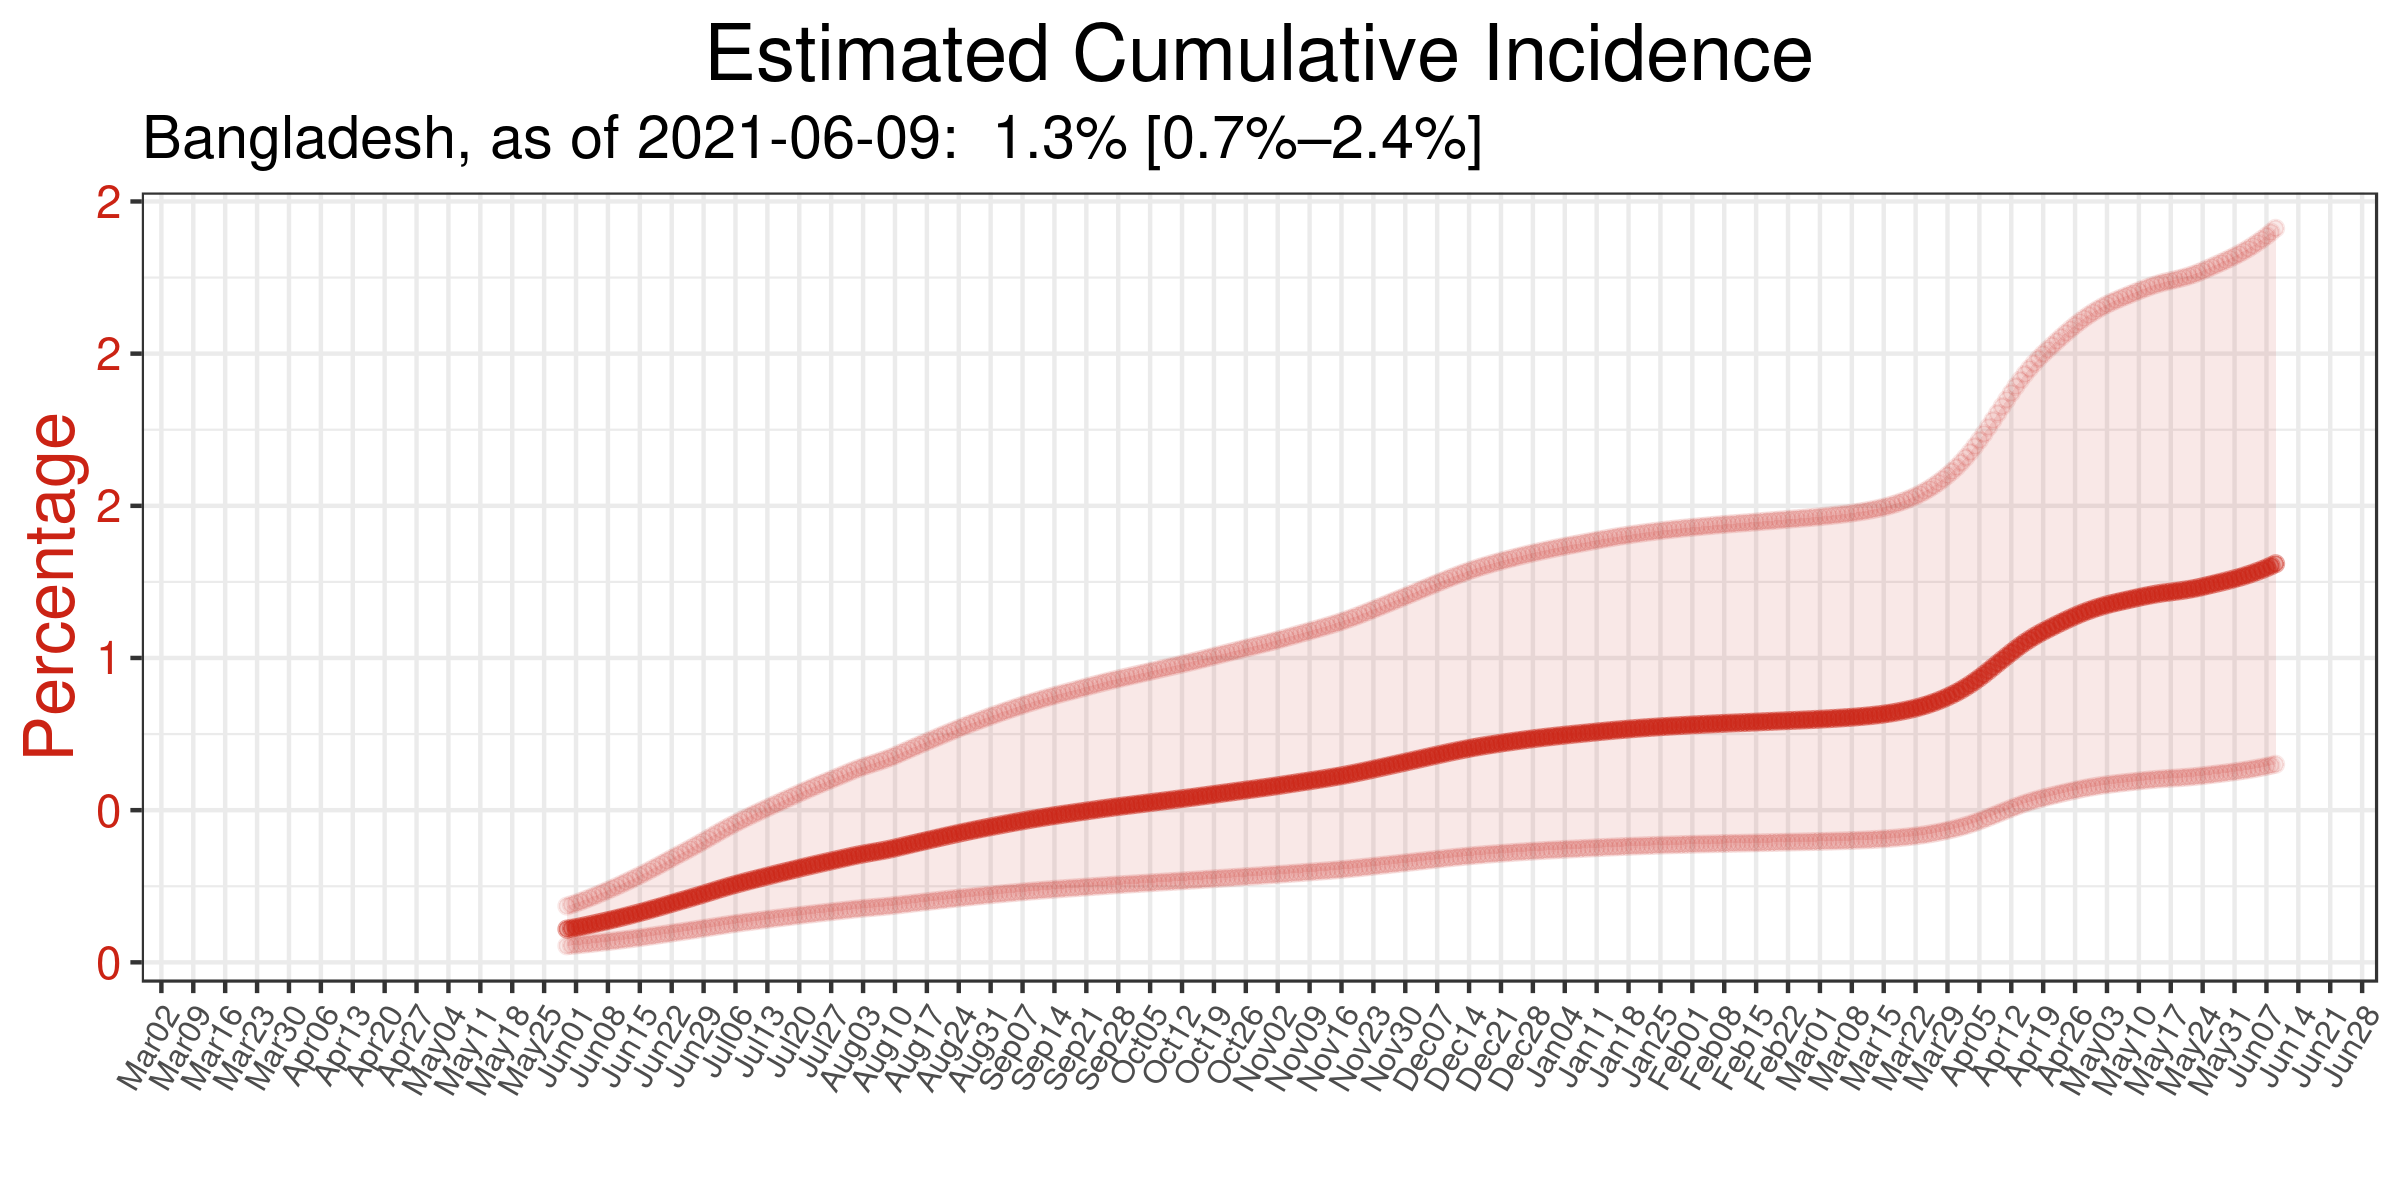 Estimated Cumulative Incidence
Bangladesh, as of 2021-06-09:  1.3% [0.7%–2.4%]
Percentage
2
2
2
1
0
0
Mar02
Mar09
Mar16
Mar23
Mar30
Apr06
Apr13
Apr20
Apr27
May04
May11
May18
May25
Jun01
Jun08
Jun15
Jun22
Jun29
Jul06
Jul13
Jul20
Jul27
Aug03
Aug10
Aug17
Aug24
Aug31
Sep07
Sep14
Sep21
Sep28
Oct05
Oct12
Oct19
Oct26
Nov02
Nov09
Nov16
Nov23
Nov30
Dec07
Dec14
Dec21
Dec28
Jan04
Jan11
Jan18
Jan25
Feb01
Feb08
Feb15
Feb22
Mar01
Mar08
Mar15
Mar22
Mar29
Apr05
Apr12
Apr19
Apr26
May03
May10
May17
May24
May31
Jun07
Jun14
Jun21
Jun28